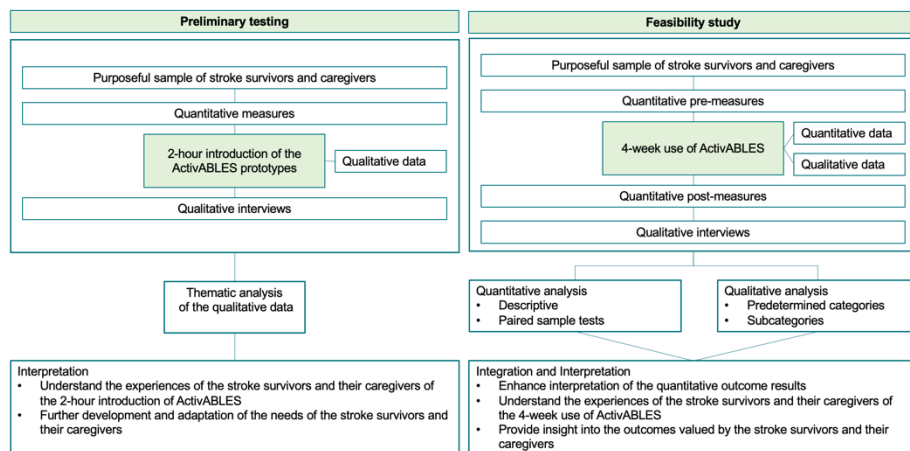 Preliminary testing
Purposeful sample of stroke survivors and caregivers
Quantitative measures
2-hour introduction of the
ActivABLES prototypes
Qualitative data
Qualitative interviews
Thematic analysis
of the qualitative data
Interpretation
• Understand the experiences of the stroke survivors and their caregivers of
the 2-hour introduction of ActivABLES
• Further development and adaptation of the needs of the stroke survivors and
their caregivers
Feasibility study
Purposeful sample of stroke survivors and caregivers
Quantitative pre-measures
4-week use of ActivABLES
Quantitative data
Qualitative data
Quantitative post-measures
Qualitative interviews
Quantitative analysis
• Descriptive
• Paired sample tests
Qualitative analysis
• Predetermined categories
• Subcategories
Integration and Interpretation
• Enhance interpretation of the quantitative outcome results
• Understand the experiences of the stroke survivors and their caregivers of
the 4-week use of ActivABLES
• Provide insight into the outcomes valued by the stroke survivors and their
caregivers